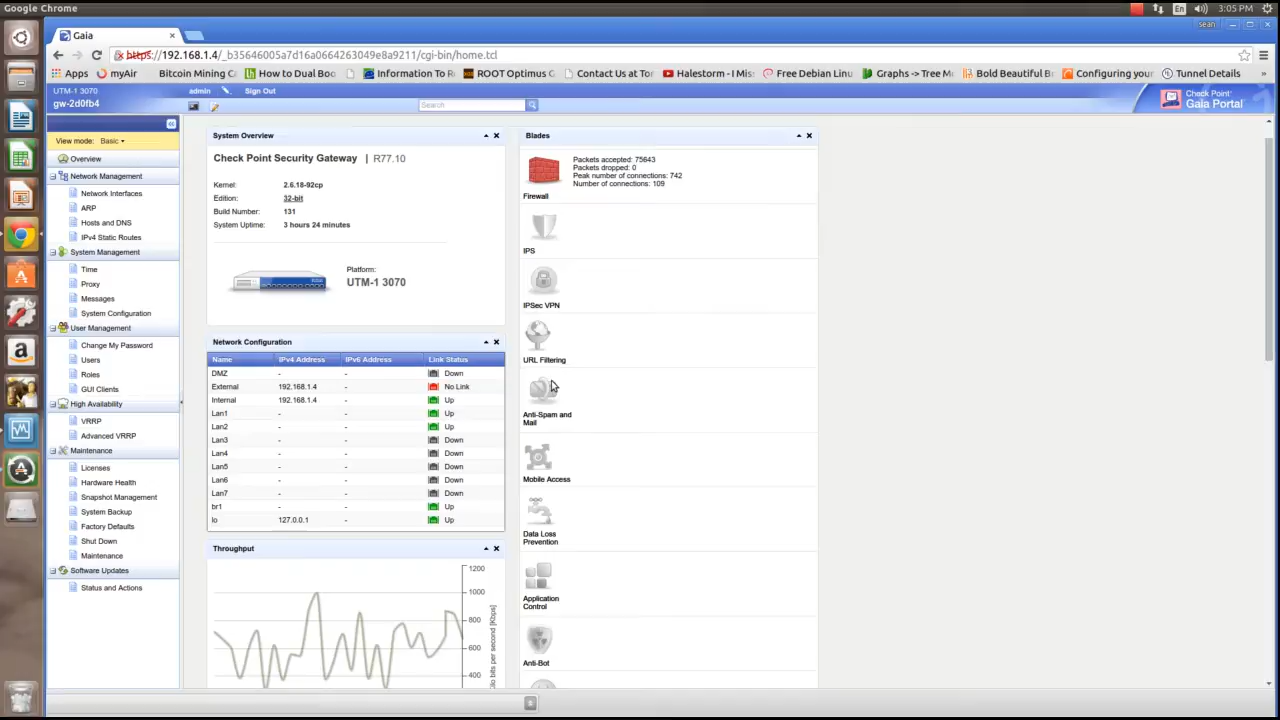 Google Chrome
En
3:05 PM
Gaia
sean
https://192.168.1.4/_b35646005a7d16a0664263049e8a9211/cgi-bin/home.tcl
Apps
myAir
Bitcoin Mining C
How to Dual Boo
Information To R
ROOT Optimus G
Contact Us at Tor
Halestorm - I Mis
Free Debian Linu
Graphs -> Tree M
Bold Beautiful B
Configuring your
Tunnel Details
»
UTM-1 3070
gw-2d0fb4
admin
Sign Out
Search
Check Point
Gaia Portal
View mode: Basic
Overview
Network Management
Network Interfaces
ARP
Hosts and DNS
IPv4 Static Routes
System Management
Time
Proxy
Messages
System Configuration
User Management
Change My Password
Users
Roles
GUI Clients
High Availability
VRRP
Advanced VRRP
Maintenance
Licenses
Hardware Health
Snapshot Management
System Backup
Factory Defaults
Shut Down
Maintenance
Software Updates
Status and Actions
System Overview
Check Point Security Gateway | R77.10
Kernel: 2.6.18-92cp
Edition: 32-bit
Build Number: 131
System Uptime: 3 hours 24 minutes
Platform:
UTM-1 3070
Network Configuration
Name IPv4 Address IPv6 Address Link Status
DMZ - - Down
External 192.168.1.4 - No Link
Internal 192.168.1.4 - Up
Lan1 - - Up
Lan2 - - Up
Lan3 - - Down
Lan4 - - Down
Lan5 - - Down
Lan6 - - Down
Lan7 - - Down
br1 - - Up
lo 127.0.0.1 - Up
Throughput
1200
1000
800
600
400
bits per second [Kbps]
Blades
Packets accepted: 75643
Packets dropped: 0
Peak number of connections: 742
Number of connections: 109
Firewall
IPS
IPSec VPN
URL Filtering
Anti-Spam and
Mail
Mobile Access
Data Loss
Prevention
Application
Control
Anti-Bot